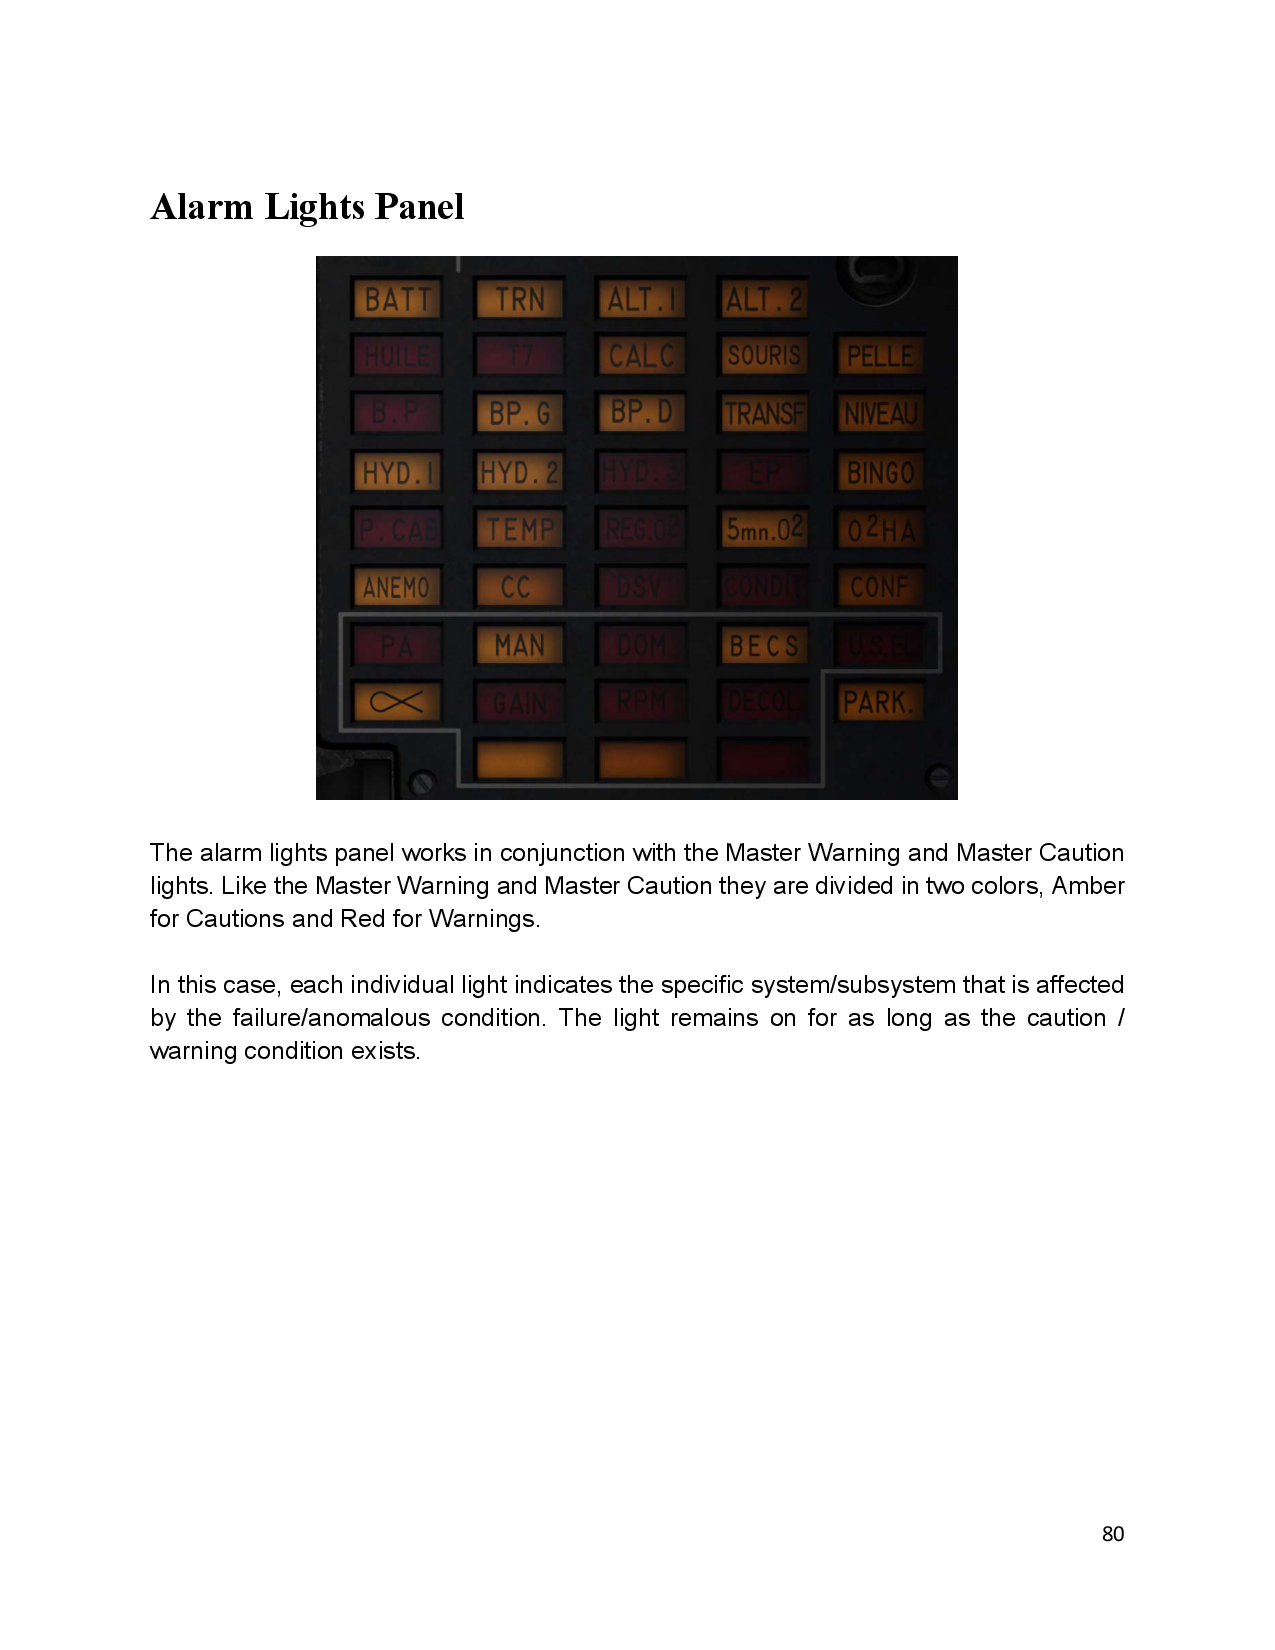 Alarm Lights Panel
BATT TRN ALT.1 ALT.2
HUILE T7 CALC SOURIS PELLE
B.P BP.G BP.D TRANSF NIVEAU
HYD.1 HYD.2 HYD.3 EP BINGO
P.CAB TEMP REG.O2 5mn.O2 O2HA
ANEMO CC DSV CONDIT CONF
PA MAN DOM BECS U.S.E.
GAIN RPM DECOL PARK.
The alarm lights panel works in conjunction with the Master Warning and Master Caution
lights. Like the Master Warning and Master Caution they are divided in two colors, Amber
for Cautions and Red for Warnings.
In this case, each individual light indicates the specific system/subsystem that is affected
by the failure/anomalous condition. The light remains on for as long as the caution /
warning condition exists.
80